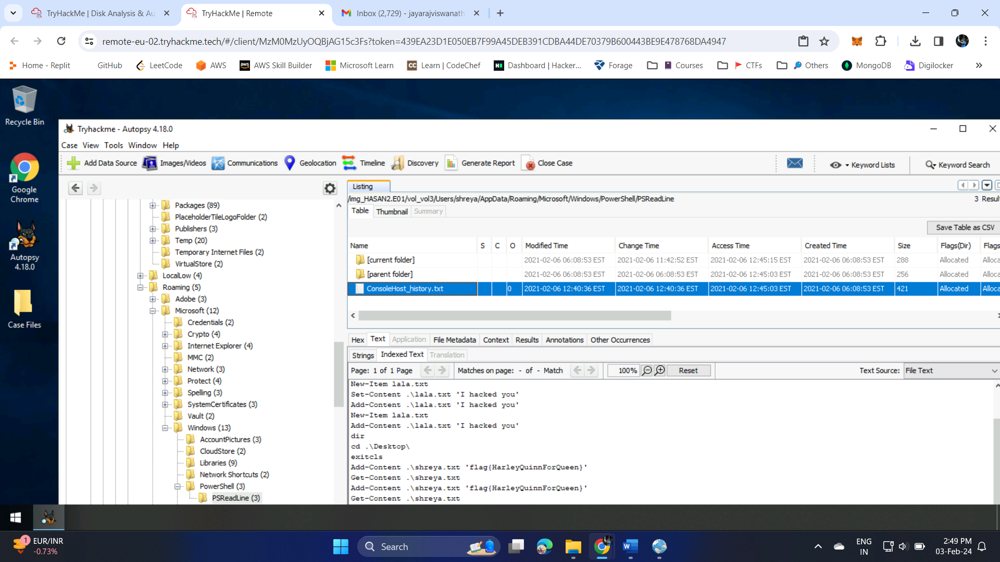 TryHackMe | Disk Analysis & Au
TryHackMe | Remote
Inbox (2,729) - jayarajviswanath
remote-eu-02.tryhackme.tech/#/client/MzM0MzUyOQBjAG15c3Fs?token=439EA23D1E050EB7F99A45DEB391CDBA44DE70379B600443BE9E478768DA4947
Home - Replit GitHub LeetCode AWS AWS Skill Builder Microsoft Learn Learn | CodeChef Dashboard | Hacker... Forage Courses CTFs Others MongoDB Digilocker
Recycle Bin
Google Chrome
Autopsy 4.18.0
Case Files
Tryhackme - Autopsy 4.18.0
Case View Tools Window Help
Add Data Source Images/Videos Communications Geolocation Timeline Discovery Generate Report Close Case Keyword Lists Keyword Search
Packages (89)
PlaceholderTileLogoFolder (2)
Publishers (3)
Temp (20)
Temporary Internet Files (2)
VirtualStore (2)
LocalLow (4)
Roaming (5)
Adobe (3)
Microsoft (12)
Credentials (2)
Crypto (4)
Internet Explorer (4)
MMC (2)
Network (3)
Protect (4)
Spelling (3)
SystemCertificates (3)
Vault (2)
Windows (13)
AccountPictures (3)
CloudStore (2)
Libraries (9)
Network Shortcuts (2)
PowerShell (3)
PSReadLine (3)
Listing
/img_HASAN2.E01/vol_vol3/Users/shreya/AppData/Roaming/Microsoft/Windows/PowerShell/PSReadLine
3 Result
Table Thumbnail Summary
Save Table as CSV
Name S C O Modified Time Change Time Access Time Created Time Size Flags(Dir) Flags
[current folder] 2021-02-06 06:08:53 EST 2021-02-06 11:42:52 EST 2021-02-06 12:45:15 EST 2021-02-06 06:08:53 EST 288 Allocated Alloca
[parent folder] 2021-02-06 06:08:53 EST 2021-02-06 06:08:53 EST 2021-02-06 12:45:03 EST 2021-02-06 06:08:53 EST 256 Allocated Alloca
ConsoleHost_history.txt 0 2021-02-06 12:40:36 EST 2021-02-06 12:40:36 EST 2021-02-06 12:45:03 EST 2021-02-06 06:08:53 EST 421 Allocated Alloca
Hex Text Application File Metadata Context Results Annotations Other Occurrences
Strings Indexed Text Translation
Page: 1 of 1 Page Matches on page: - of - Match 100% Reset Text Source: File Text
New-Item lala.txt
Set-Content .\lala.txt 'I hacked you'
Add-Content .\lala.txt 'I hacked you'
New-Item lala.txt
Add-Content .\lala.txt 'I hacked you'
dir
cd .\Desktop\
exitcls
Add-Content .\shreya.txt 'flag{HarleyQuinnForQueen}'
Get-Content .\shreya.txt
Add-Content .\shreya.txt 'flag{HarleyQuinnForQueen}'
Get-Content .\shreya.txt
1
EUR/INR
-0.73%
Search
ENG
IN
2:49 PM
03-Feb-24